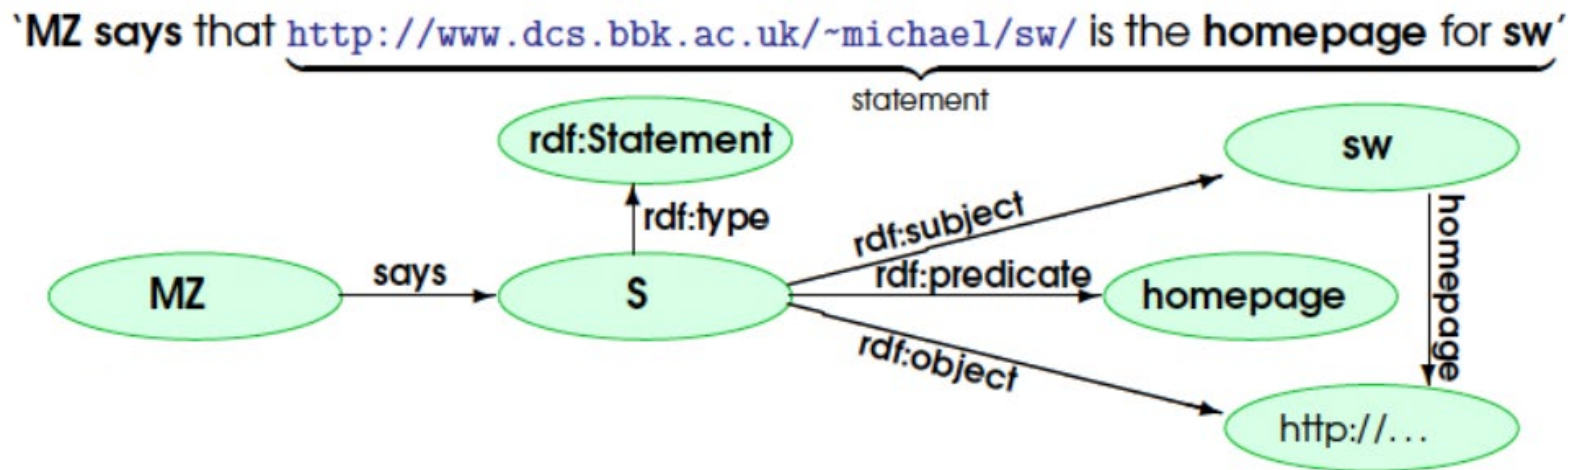 ‘MZ says that http://www.dcs.bbk.ac.uk/~michael/sw/ is the homepage for sw’
statement
rdf:Statement
sw
rdf:type
rdf:subject
homepage
MZ
says
S
rdf:predicate
homepage
rdf:object
http://...